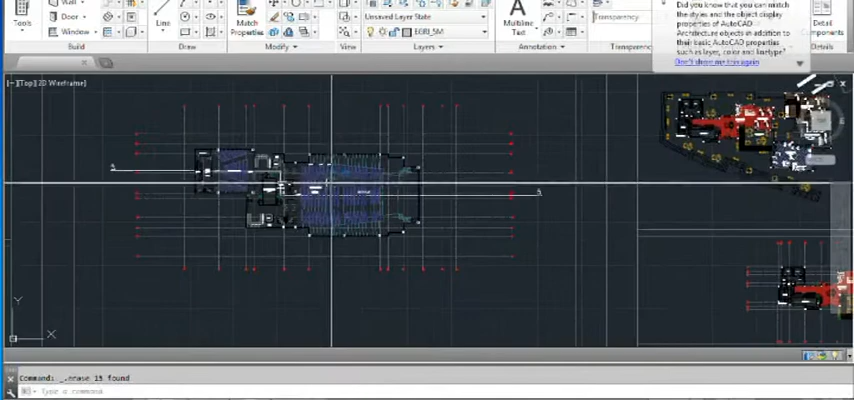 Wall
Door
Window
Tools
Build
Line
Draw
Match
Properties
Modify
View
Unsaved Layer State
EGRI_5M
Layers
A
Multiline
Text
Annotation
Transparency
Did you know that you can match
the styles and the object display
properties of AutoCAD
Architecture objects in addition to
their basic AutoCAD properties
such as layer, color and linetype?
Don't show me this again
Detail
Components
Details
[-][Top][2D Wireframe]
Y
X
Command: _.erase 15 found
Type a command